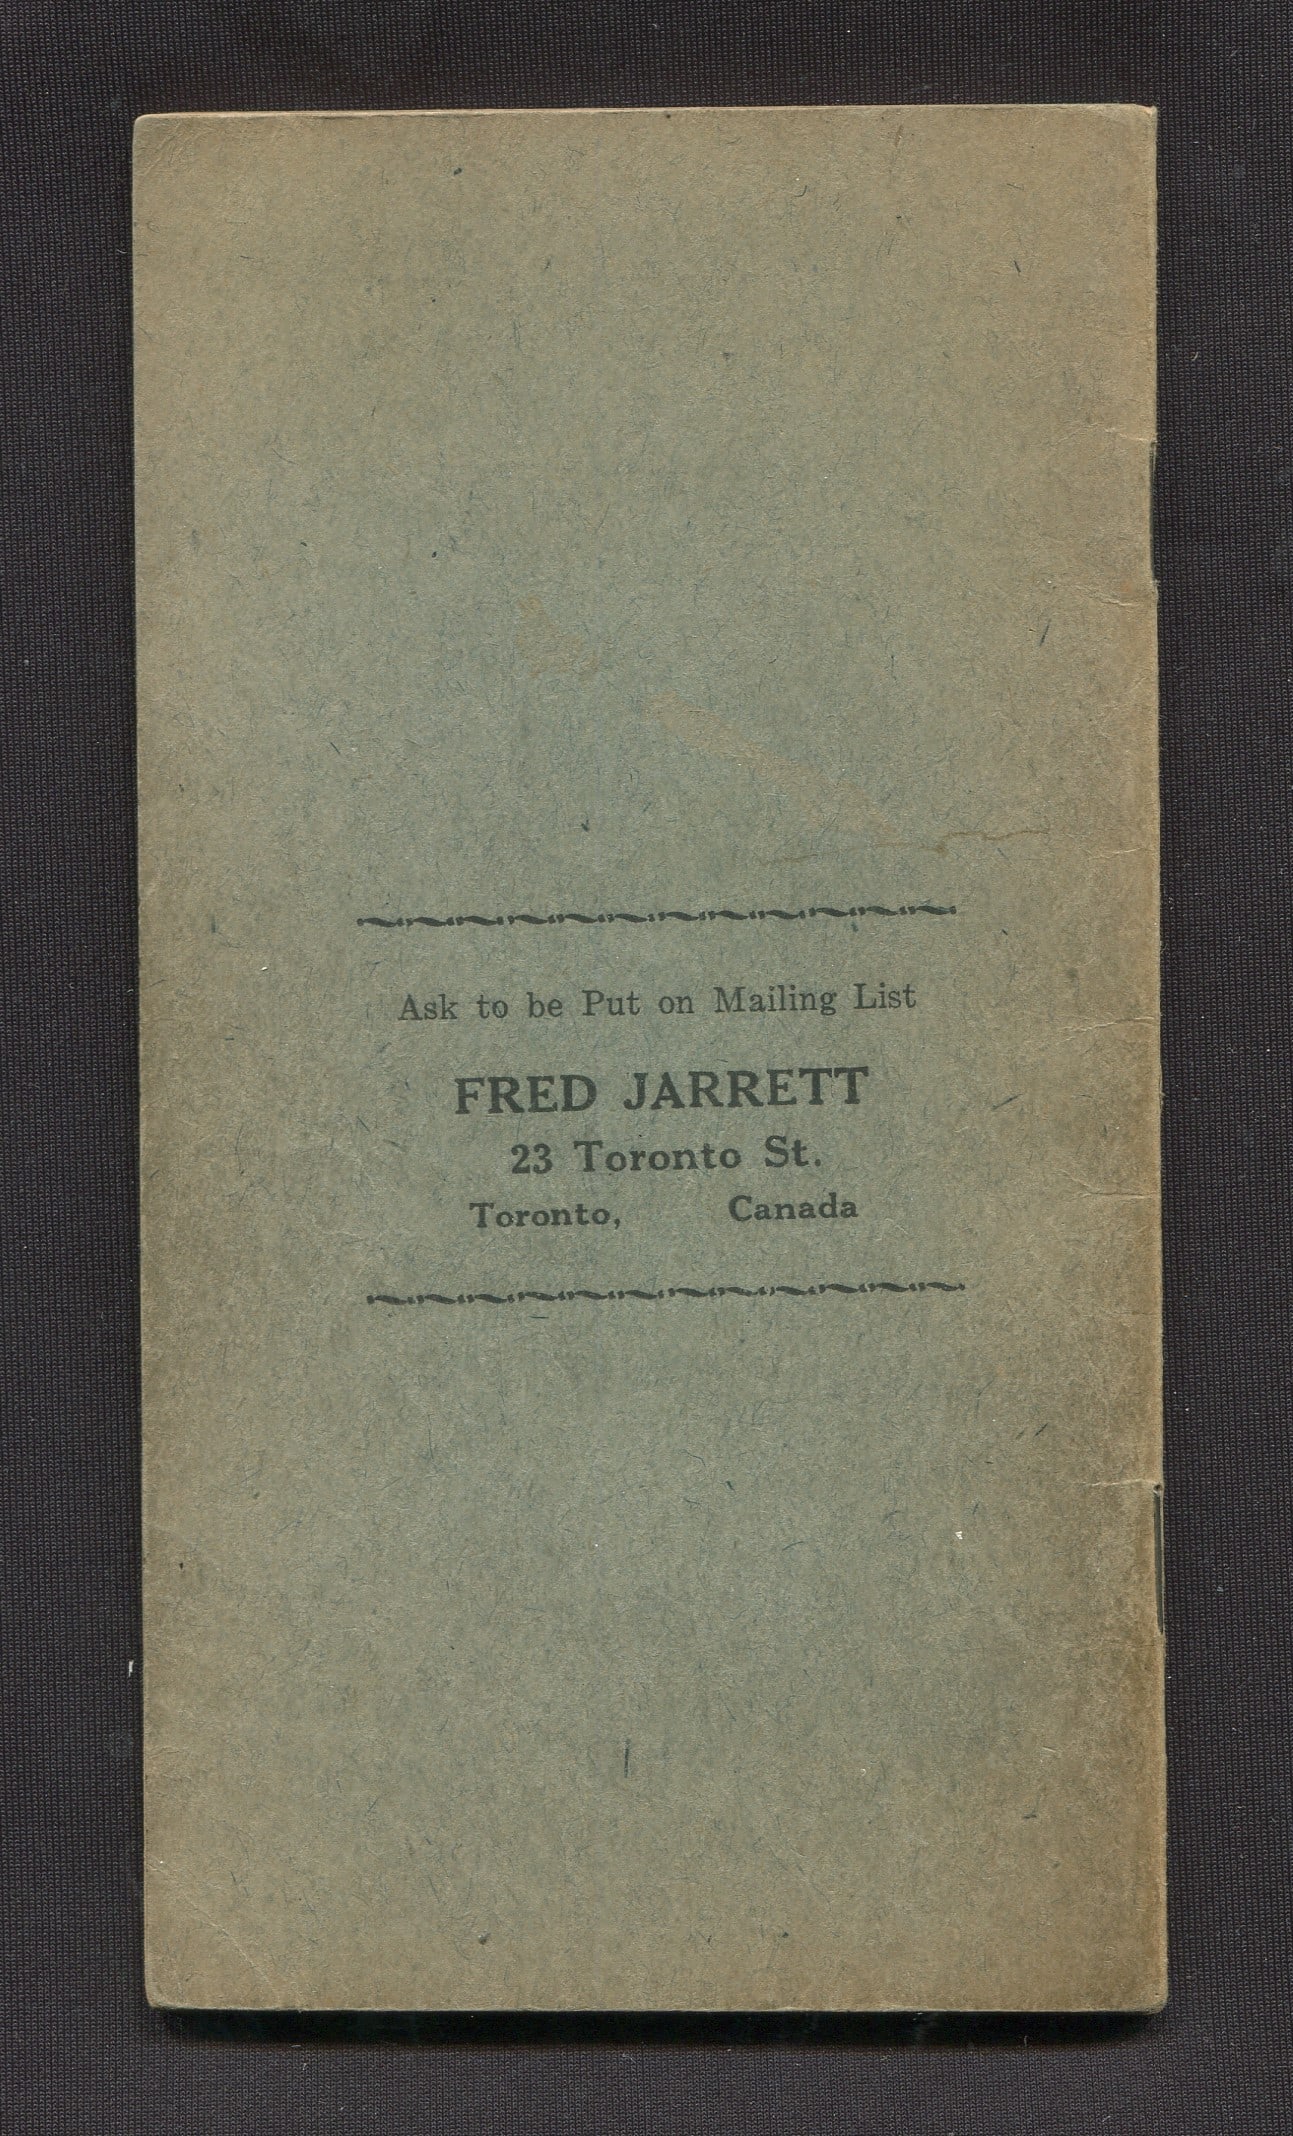 Ask to be Put on Mailing List
FRED JARRETT
23 Toronto St.
Toronto, Canada